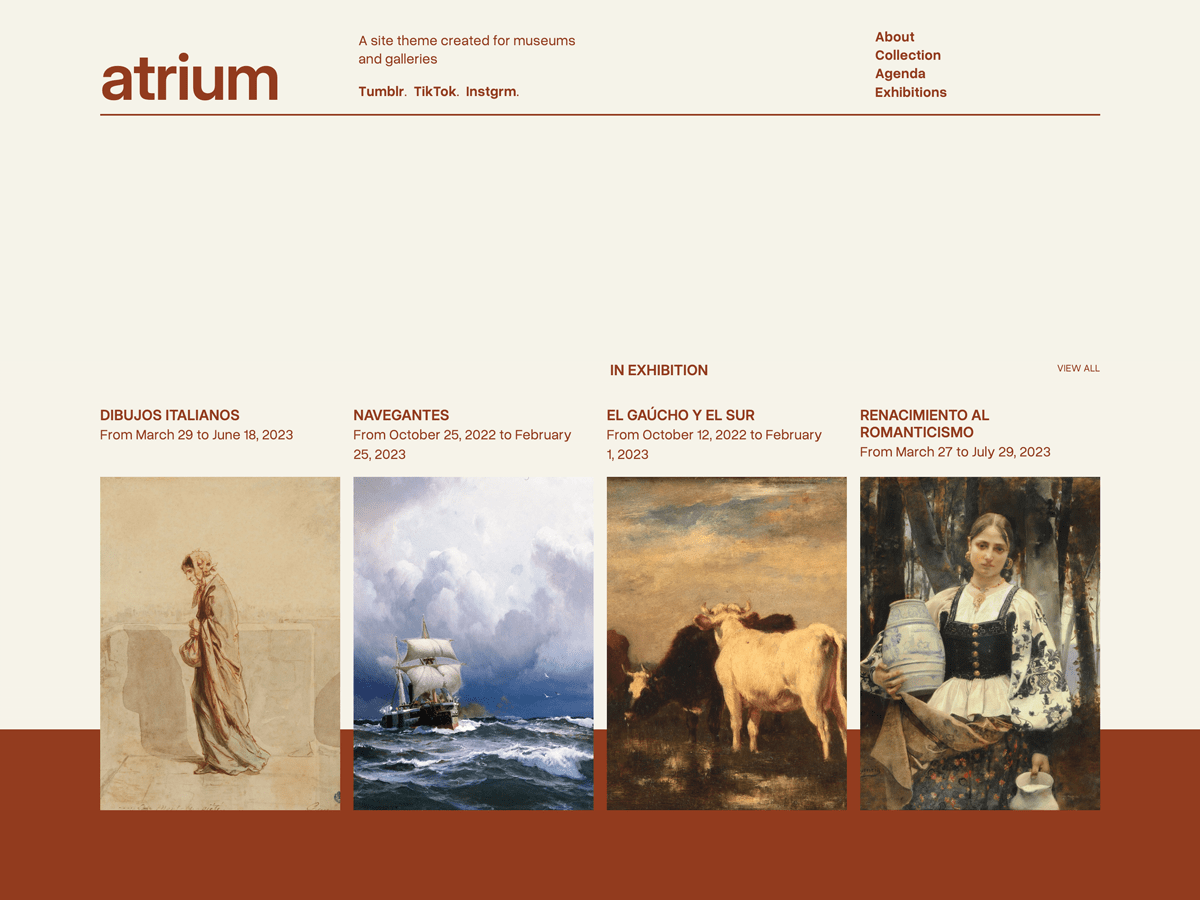 atrium
A site theme created for museums
and galleries
Tumblr. TikTok. Instgrm.
About
Collection
Agenda
Exhibitions
IN EXHIBITION
VIEW ALL
DIBUJOS ITALIANOS
From March 29 to June 18, 2023
NAVEGANTES
From October 25, 2022 to February
25, 2023
EL GAÚCHO Y EL SUR
From October 12, 2022 to February
1, 2023
RENACIMIENTO AL
ROMANTICISMO
From March 27 to July 29, 2023